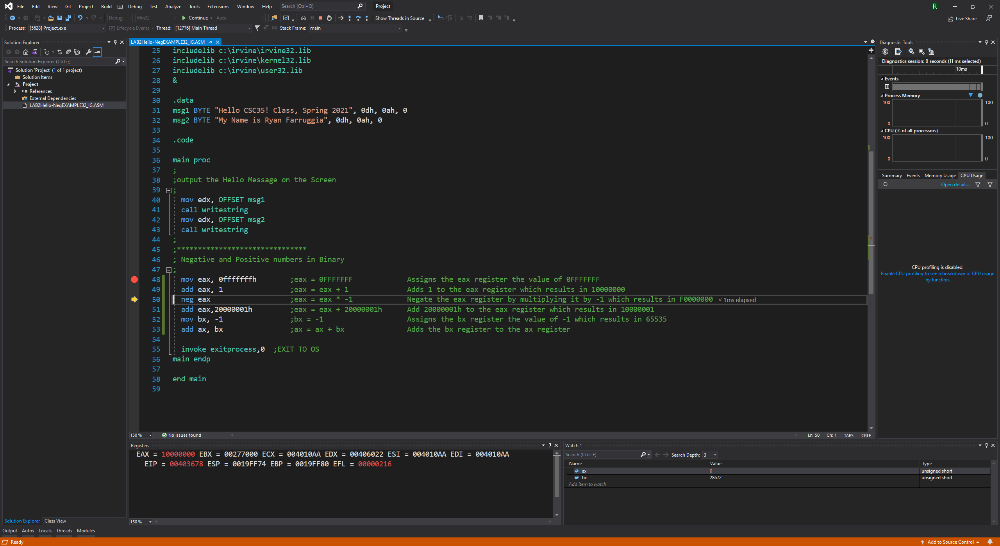 File Edit View Git Project Build Debug Test Analyze Tools Extensions Window Help Search (Ctrl+Q) Project R
Debug Win32 Continue Auto Show Threads in Source Live Share
Process: [5628] Project.exe Lifecycle Events Thread: [12776] Main Thread Stack Frame: main
Solution Explorer
Search Solution Explorer (Ctrl+;)
Solution 'Project' (1 of 1 project)
Solution Items
Project
References
External Dependencies
LAB2Hello-NegEXAMPLE32_IG.ASM
Solution Explorer Class View
LAB2Hello-NegEXAMPLE32_IG.ASM
25 includelib c:\irvine\irvine32.lib
26 includelib c:\irvine\kernel32.lib
27 includelib c:\irvine\user32.lib
28 &
29
30 .data
31 msg1 BYTE "Hello CSC35! Class, Spring 2021", 0dh, 0ah, 0
32 msg2 BYTE "My Name is Ryan Farruggia", 0dh, 0ah, 0
33
34 .code
35
36 main proc
37 ;
38 ;output the Hello Message on the Screen
39 ;
40 mov edx, OFFSET msg1
41 call writestring
42 mov edx, OFFSET msg2
43 call writestring
44 ;
45 ;*******************************
46 ; Negative and Positive numbers in Binary
47 ;
48 mov eax, 0fffffffh ;eax = 0FFFFFFF Assigns the eax register the value of 0FFFFFFF
49 add eax, 1 ;eax = eax + 1 Adds 1 to the eax register which results in 10000000
50 neg eax ;eax = eax * -1 Negate the eax register by multiplying it by -1 which results in F0000000 ≤ 1ms elapsed
51 add eax,20000001h ;eax = eax + 20000001h Add 20000001h to the eax register which results in 10000001
52 mov bx, -1 ;bx = -1 Assigns the bx register the value of -1 which results in 65535
53 add ax, bx ;ax = ax + bx Adds the bx register to the ax register
54
55 invoke exitprocess,0 ;EXIT TO OS
56 main endp
57
58 end main
59
150 % No issues found Ln: 50 Ch: 1 TABS CRLF
Registers
EAX = 10000000 EBX = 00277000 ECX = 004010AA EDX = 00406022 ESI = 004010AA EDI = 004010AA
EIP = 00403678 ESP = 0019FF74 EBP = 0019FF80 EFL = 00000216
150 %
Watch 1
Search (Ctrl+E) Search Depth: 3
Name Value Type
ax 0 unsigned short
bx 28672 unsigned short
Add item to watch
Diagnostic Tools
Diagnostics session: 0 seconds (11 ms selected)
10ms
Events
Process Memory
100 100
0 0
CPU (% of all processors)
100 100
0 0
Summary Events Memory Usage CPU Usage
Open details...
CPU profiling is disabled.
Enable CPU profiling to see a breakdown of CPU usage
by function.
Output Autos Locals Threads Modules
Ready Add to Source Control